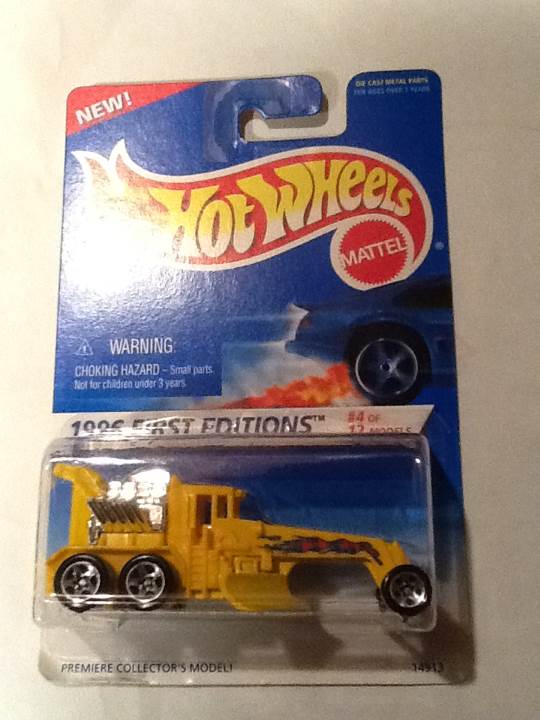 NEW!
DIE CAST METAL PARTS
FOR AGES OVER 3 YEARS
HOT WHEELS
MATTEL
®
⚠ WARNING:
CHOKING HAZARD – Small parts.
Not for children under 3 years.
1996 FIRST EDITIONS™
#4 OF
12 MODELS
PREMIERE COLLECTOR'S MODEL!
14913